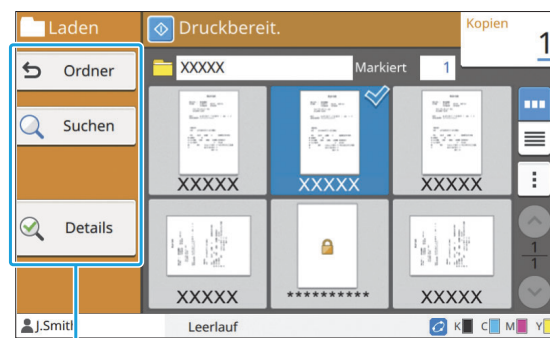 Laden
Druckbereit.
Kopien
1
Ordner
XXXXX
Markiert
1
Suchen
XXXXX
XXXXX
XXXXX
Details
1
1
XXXXX
**********
XXXXX
J.Smith
Leerlauf
K C M Y